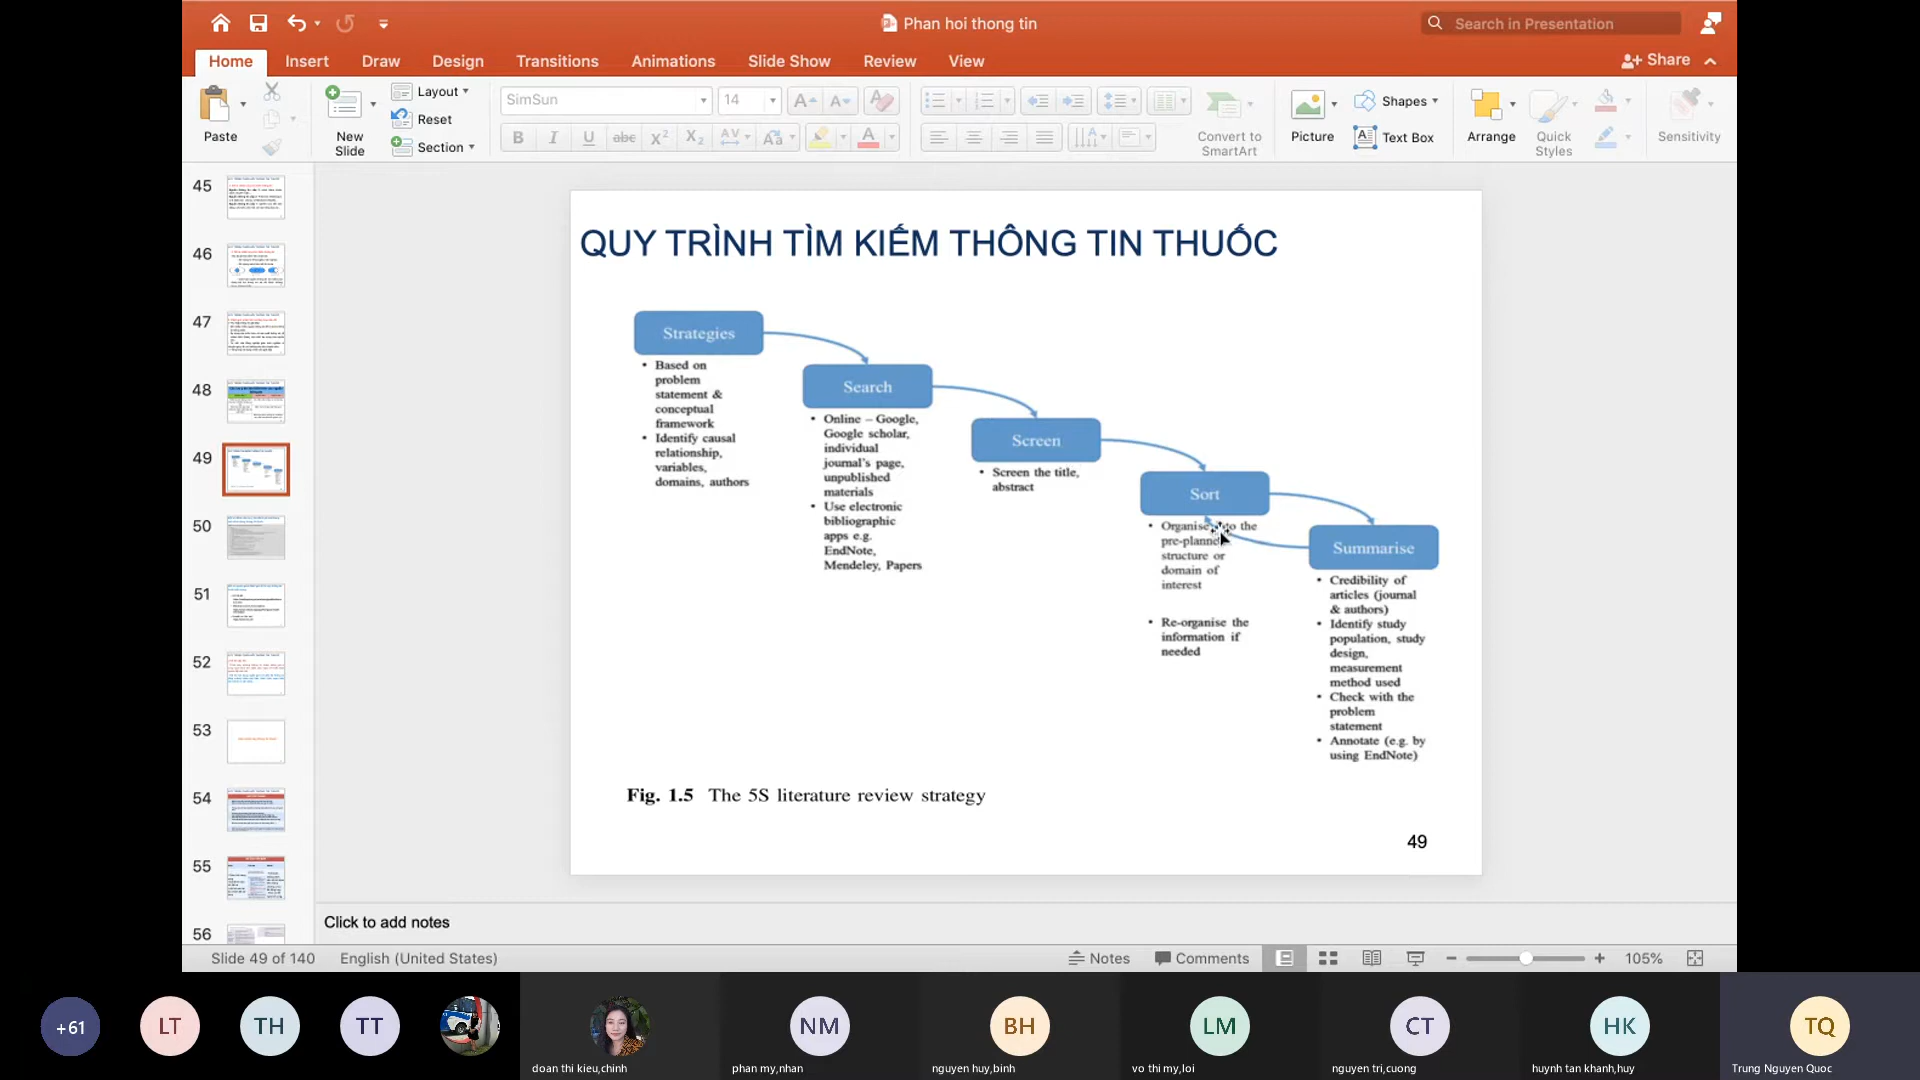 Phan hoi thong tin
Search in Presentation
Home
Insert
Draw
Design
Transitions
Animations
Slide Show
Review
View
Share
Paste
New
Slide
Layout
Reset
Section
SimSun
14
Convert to
SmartArt
Picture
Shapes
Text Box
Arrange
Quick
Styles
Sensitivity
45
46
47
48
49
50
51
52
53
54
55
56
QUY TRÌNH TÌM KIẾM THÔNG TIN THUỐC
Strategies
• Based on
problem
statement &
conceptual
framework
• Identify causal
relationship,
variables,
domains, authors
Search
• Online – Google,
Google scholar,
individual
journal's page,
unpublished
materials
• Use electronic
bibliographic
apps e.g.
EndNote,
Mendeley, Papers
Screen
• Screen the title,
abstract
Sort
• Organise to the
pre-planned
structure or
domain of
interest
• Re-organise the
information if
needed
Summarise
• Credibility of
articles (journal
& authors)
• Identify study
population, study
design,
measurement
method used
• Check with the
problem
statement
• Annotate (e.g. by
using EndNote)
Fig. 1.5 The 5S literature review strategy
49
Click to add notes
Slide 49 of 140
English (United States)
Notes
Comments
105%
+61
LT
TH
TT
NM
BH
LM
CT
HK
TQ
doan thi kieu,chinh
phan my,nhan
nguyen huy,binh
vo thi my,loi
nguyen tri,cuong
huynh tan khanh,huy
Trung Nguyen Quoc